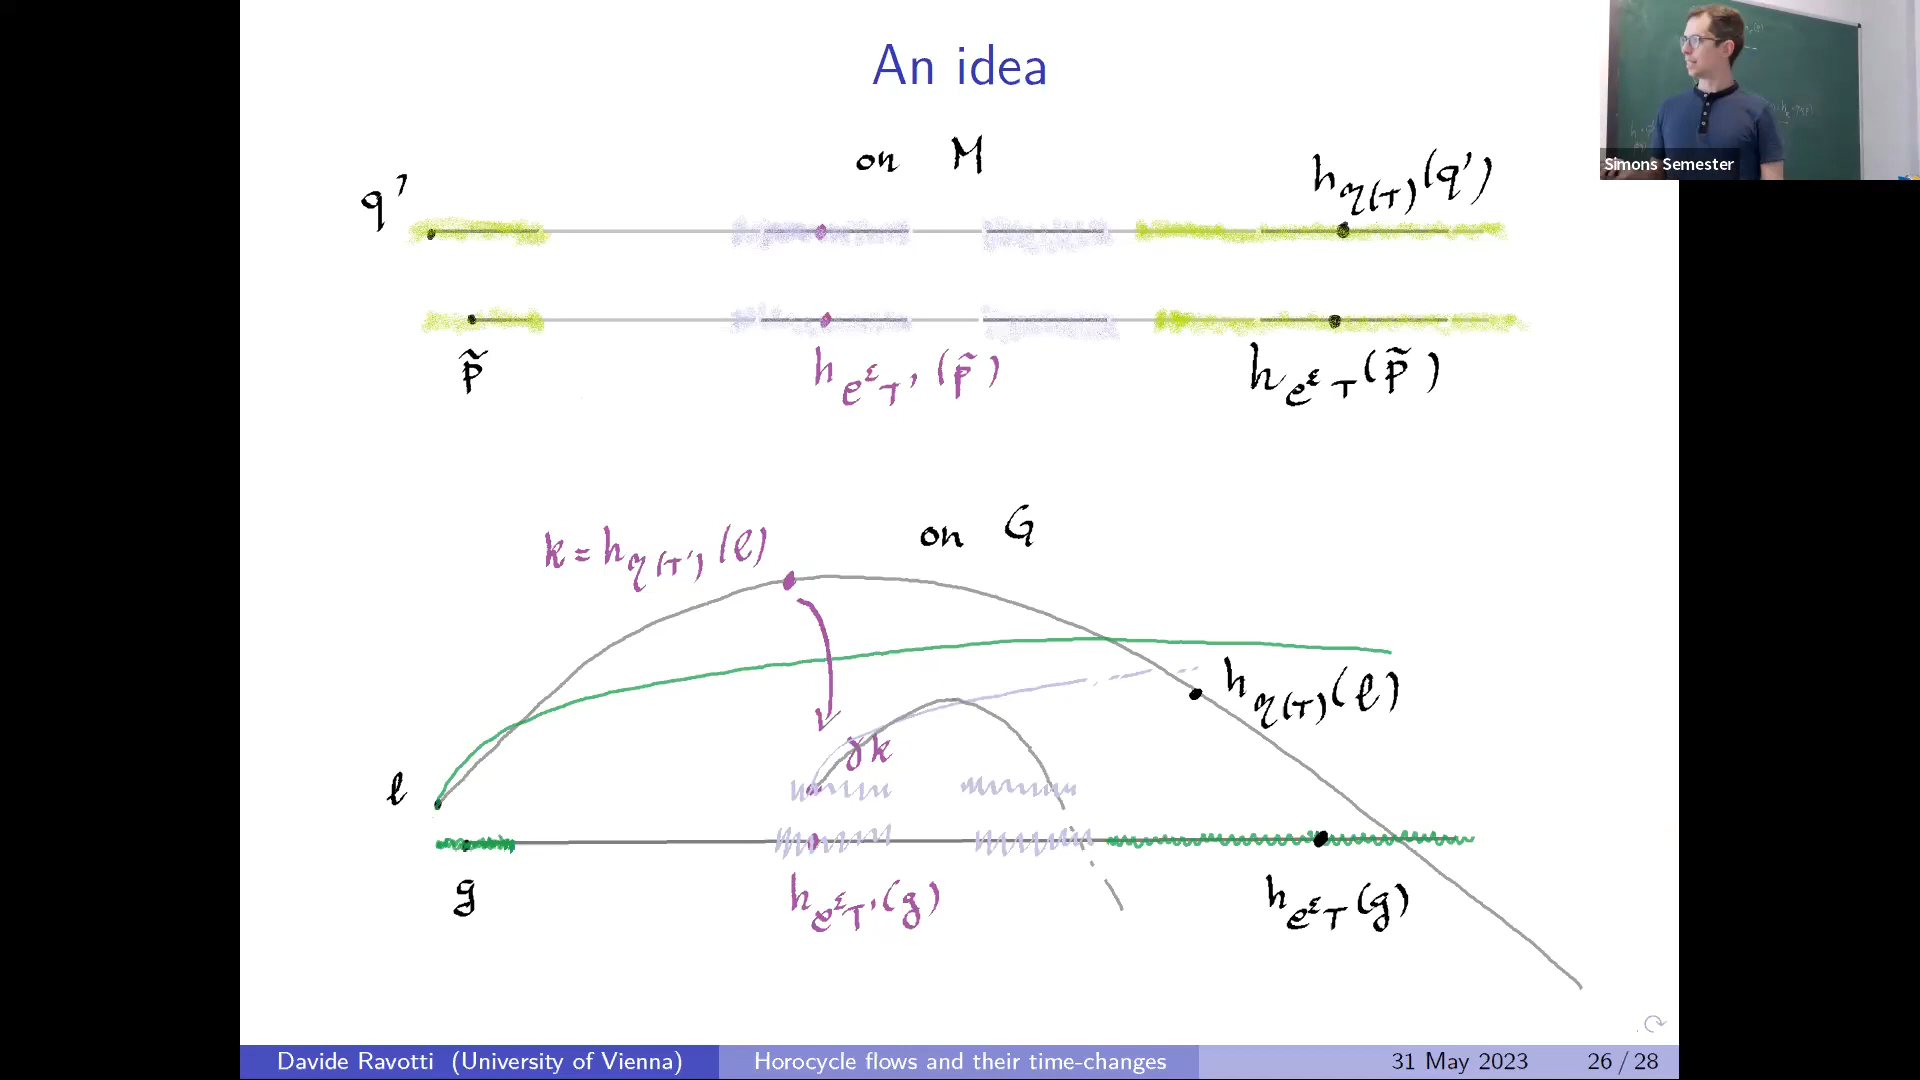 An idea
on M
q'
h_{η(T)}(q')
p̃
h_{e^ε T'}(p̃)
h_{e^ε T}(p̃)
on G
k = h_{η(T')}(ℓ)
h_{η(T)}(ℓ)
γk
ℓ
g
h_{e^ε T'}(g)
h_{e^ε T}(g)
Simons Semester
Davide Ravotti (University of Vienna) Horocycle flows and their time-changes 31 May 2023 26 / 28